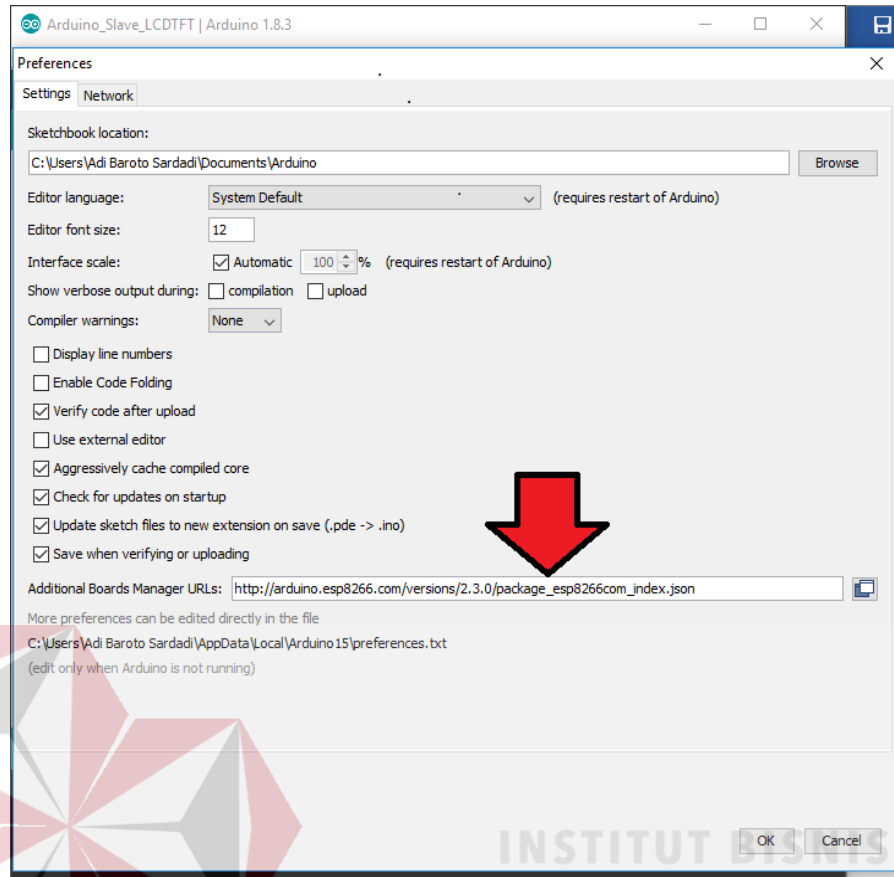 Arduino_Slave_LCDTFT | Arduino 1.8.3
Preferences
Settings Network
Sketchbook location:
C:\Users\Adi Baroto Sardadi\Documents\Arduino Browse
Editor language: System Default (requires restart of Arduino)
Editor font size: 12
Interface scale: Automatic 100 % (requires restart of Arduino)
Show verbose output during: compilation upload
Compiler warnings: None
Display line numbers
Enable Code Folding
Verify code after upload
Use external editor
Aggressively cache compiled core
Check for updates on startup
Update sketch files to new extension on save (.pde -> .ino)
Save when verifying or uploading
Additional Boards Manager URLs: http://arduino.esp8266.com/versions/2.3.0/package_esp8266com_index.json
More preferences can be edited directly in the file
C:\Users\Adi Baroto Sardadi\AppData\Local\Arduino15\preferences.txt
(edit only when Arduino is not running)
OK Cancel
INSTITUT BISNIS